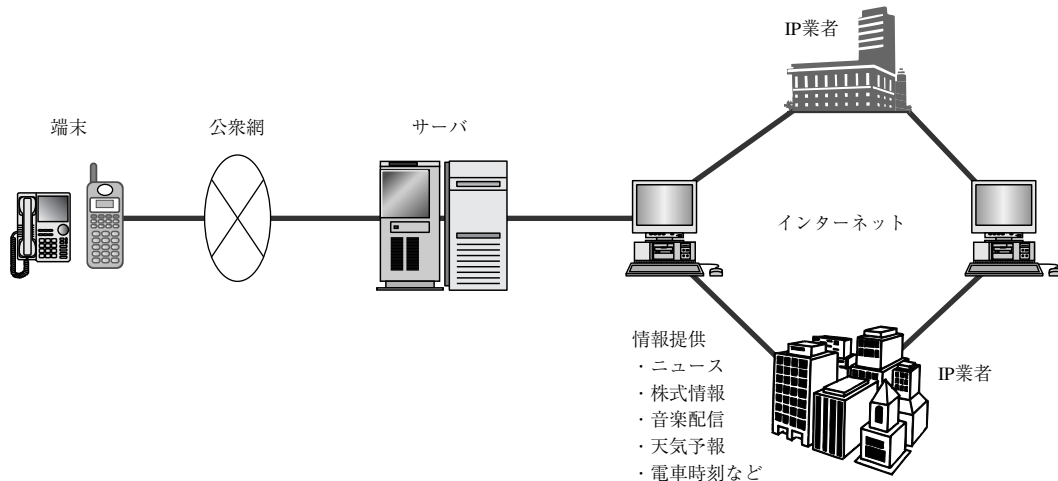 IP業者
端末
公衆網
サーバ
インターネット
情報提供
・ニュース
・株式情報
・音楽配信
・天気予報
・電車時刻など
IP業者